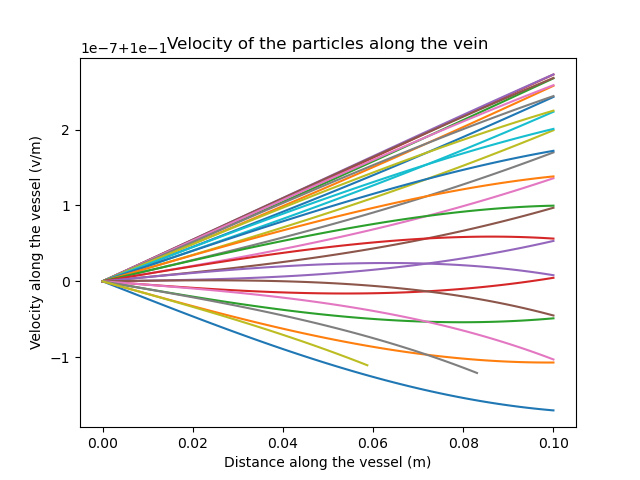 Velocity of the particles along the vein
1e−7+1e−1
Velocity along the vessel (v/m)
2
1
0
−1
0.00 0.02 0.04 0.06 0.08 0.10
Distance along the vessel (m)